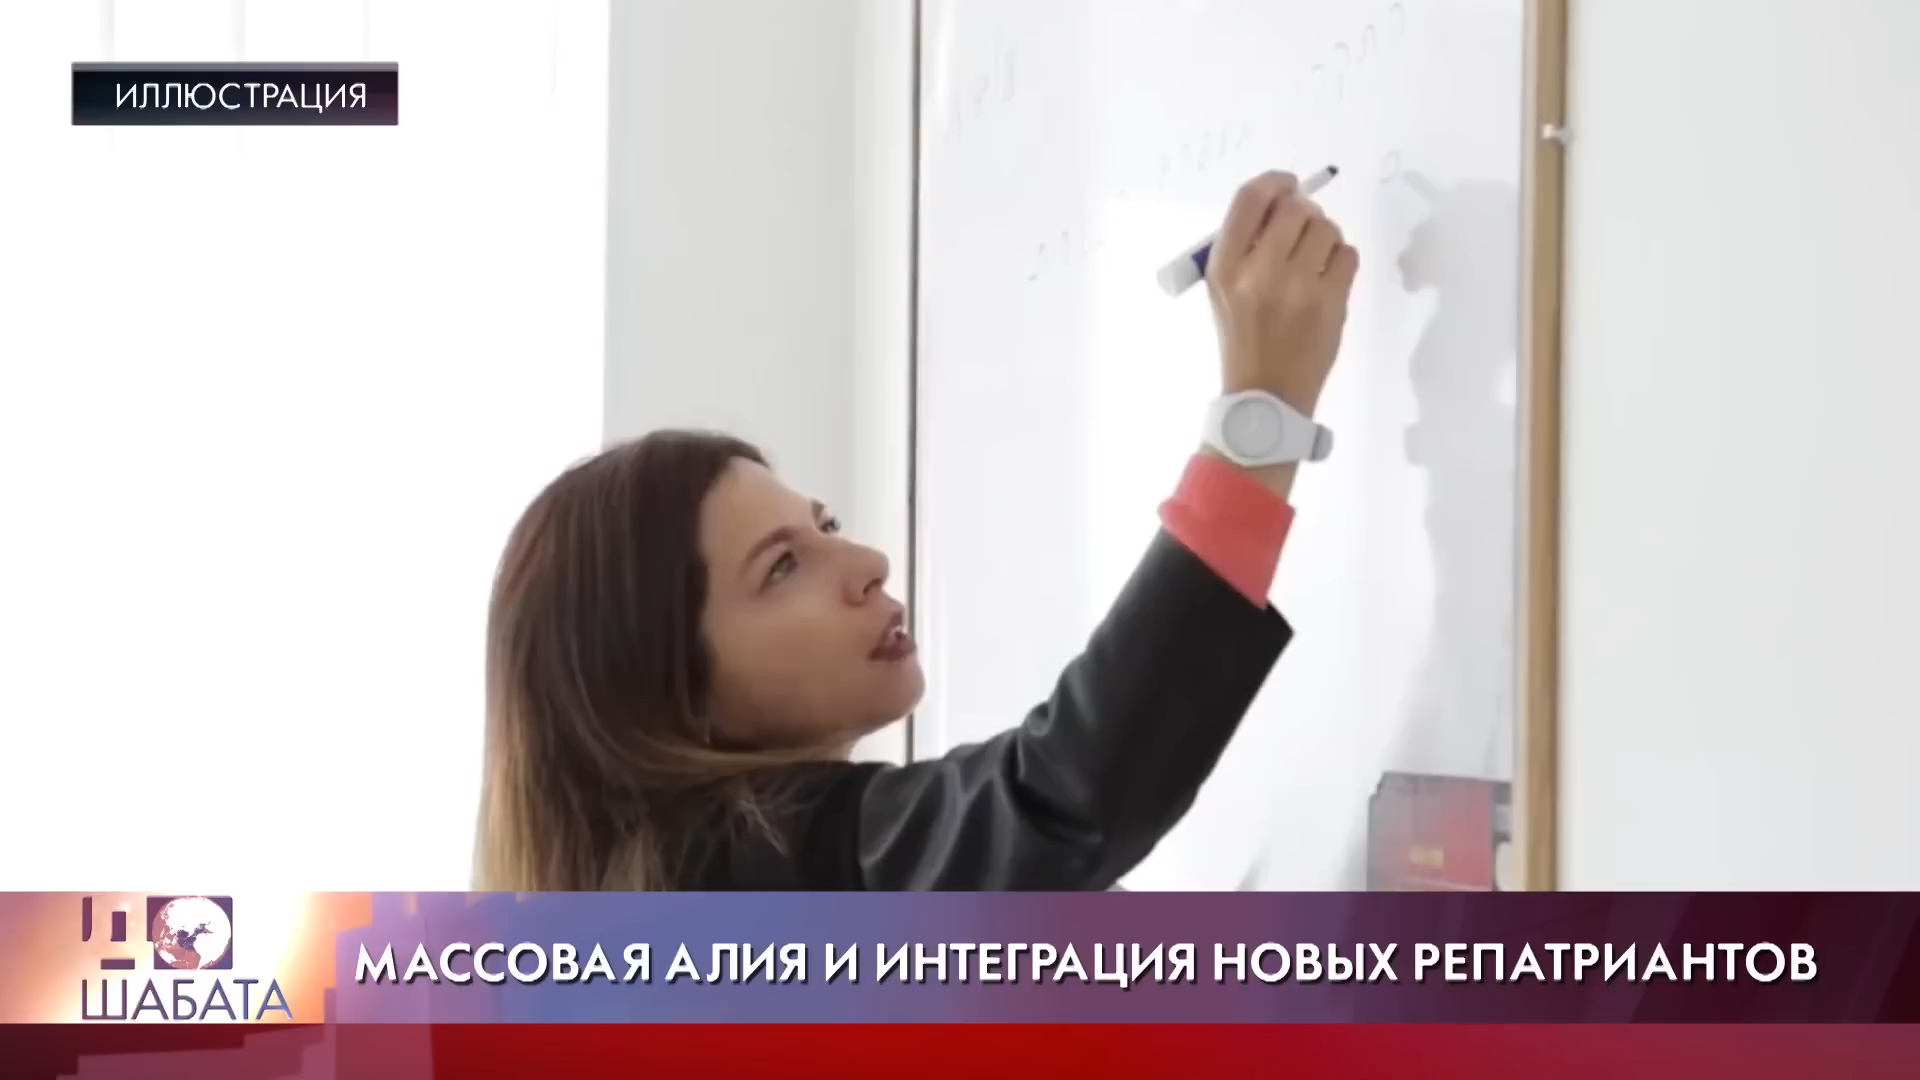 ИЛЛЮСТРАЦИЯ
ДО
ШАБАТА
МАССОВАЯ АЛИЯ И ИНТЕГРАЦИЯ НОВЫХ РЕПАТРИАНТОВ